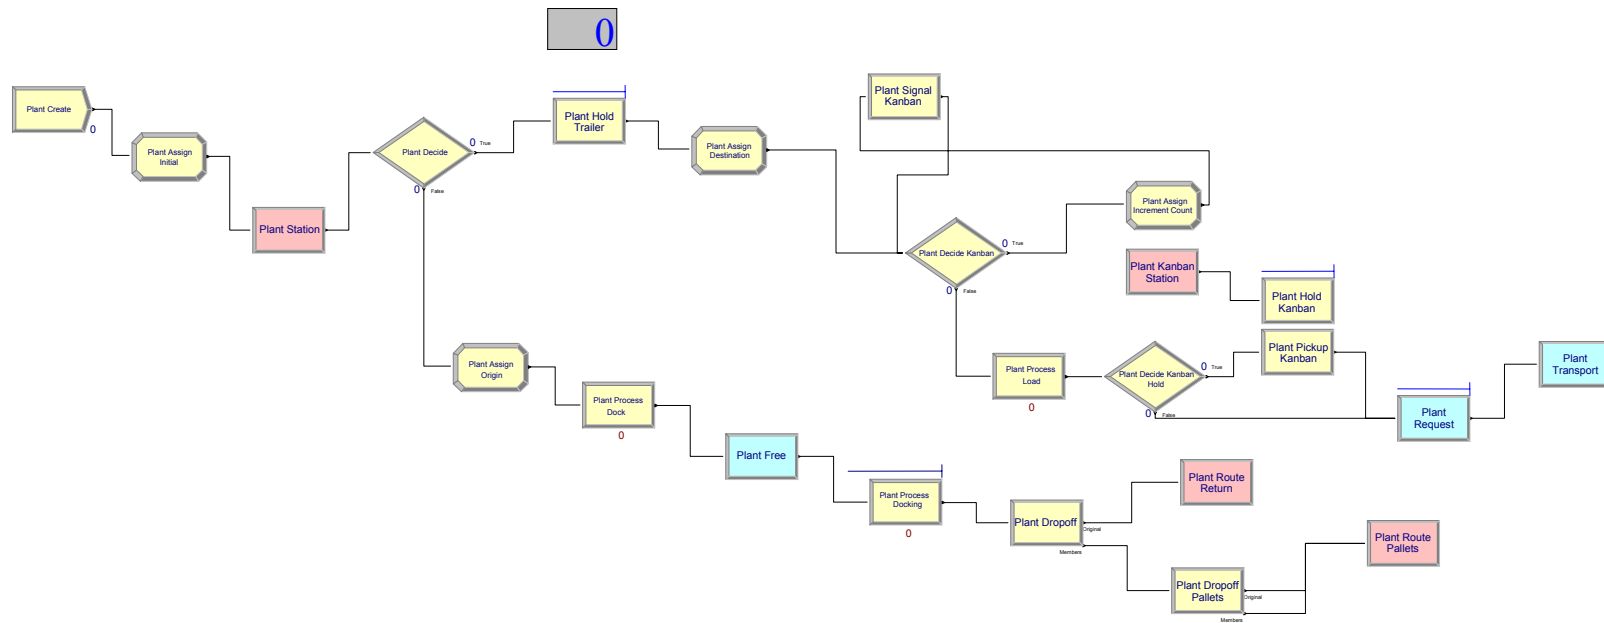 0
Plant Create
0
Plant Assign
Initial
Plant Station
Plant Decide
0
True
0
False
Plant Hold
Trailer
Plant Assign
Destination
Plant Signal
Kanban
Plant Decide Kanban
0
True
0
False
Plant Assign
Increment Count
Plant Kanban
Station
Plant Hold
Kanban
Plant Process
Load
0
Plant Decide Kanban
Hold
0
True
0
False
Plant Pickup
Kanban
Plant
Request
Plant
Transport
Plant Assign
Origin
Plant Process
Dock
0
Plant Free
Plant Process
Docking
0
Plant Dropoff
Original
Members
Plant Route
Return
Plant Dropoff
Pallets
Original
Members
Plant Route
Pallets